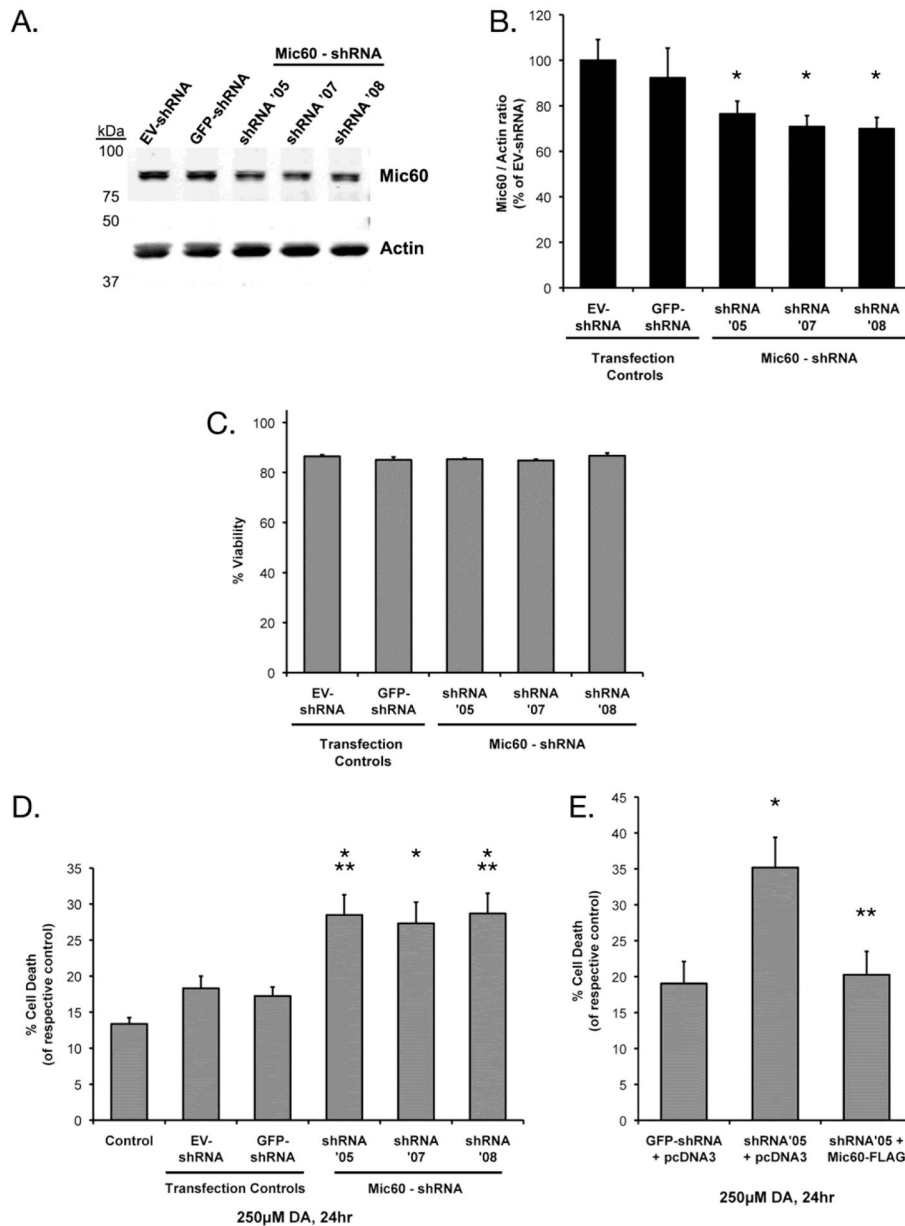 A.
Mic60 - shRNA
kDa
EV-shRNA
GFP-shRNA
shRNA '05
shRNA '07
shRNA '08
100
Mic60
75
50
Actin
37
B.
Mic60 / Actin ratio
(% of EV-shRNA)
120
100
80
60
40
20
0
*
*
*
EV-
shRNA
GFP-
shRNA
shRNA
'05
shRNA
'07
shRNA
'08
Transfection
Controls
Mic60 - shRNA
C.
% Viability
100
80
60
40
20
0
EV-
shRNA
GFP-
shRNA
shRNA
'05
shRNA
'07
shRNA
'08
Transfection
Controls
Mic60 - shRNA
D.
% Cell Death
(of respective control)
35
30
25
20
15
10
5
0
*
**
*
*
**
Control
EV-
shRNA
GFP-
shRNA
shRNA
'05
shRNA
'07
shRNA
'08
Transfection Controls
Mic60 - shRNA
250µM DA, 24hr
E.
% Cell Death
(of respective control)
45
40
35
30
25
20
15
10
5
0
*
**
GFP-shRNA
+ pcDNA3
shRNA'05
+ pcDNA3
shRNA'05 +
Mic60-FLAG
250µM DA, 24hr